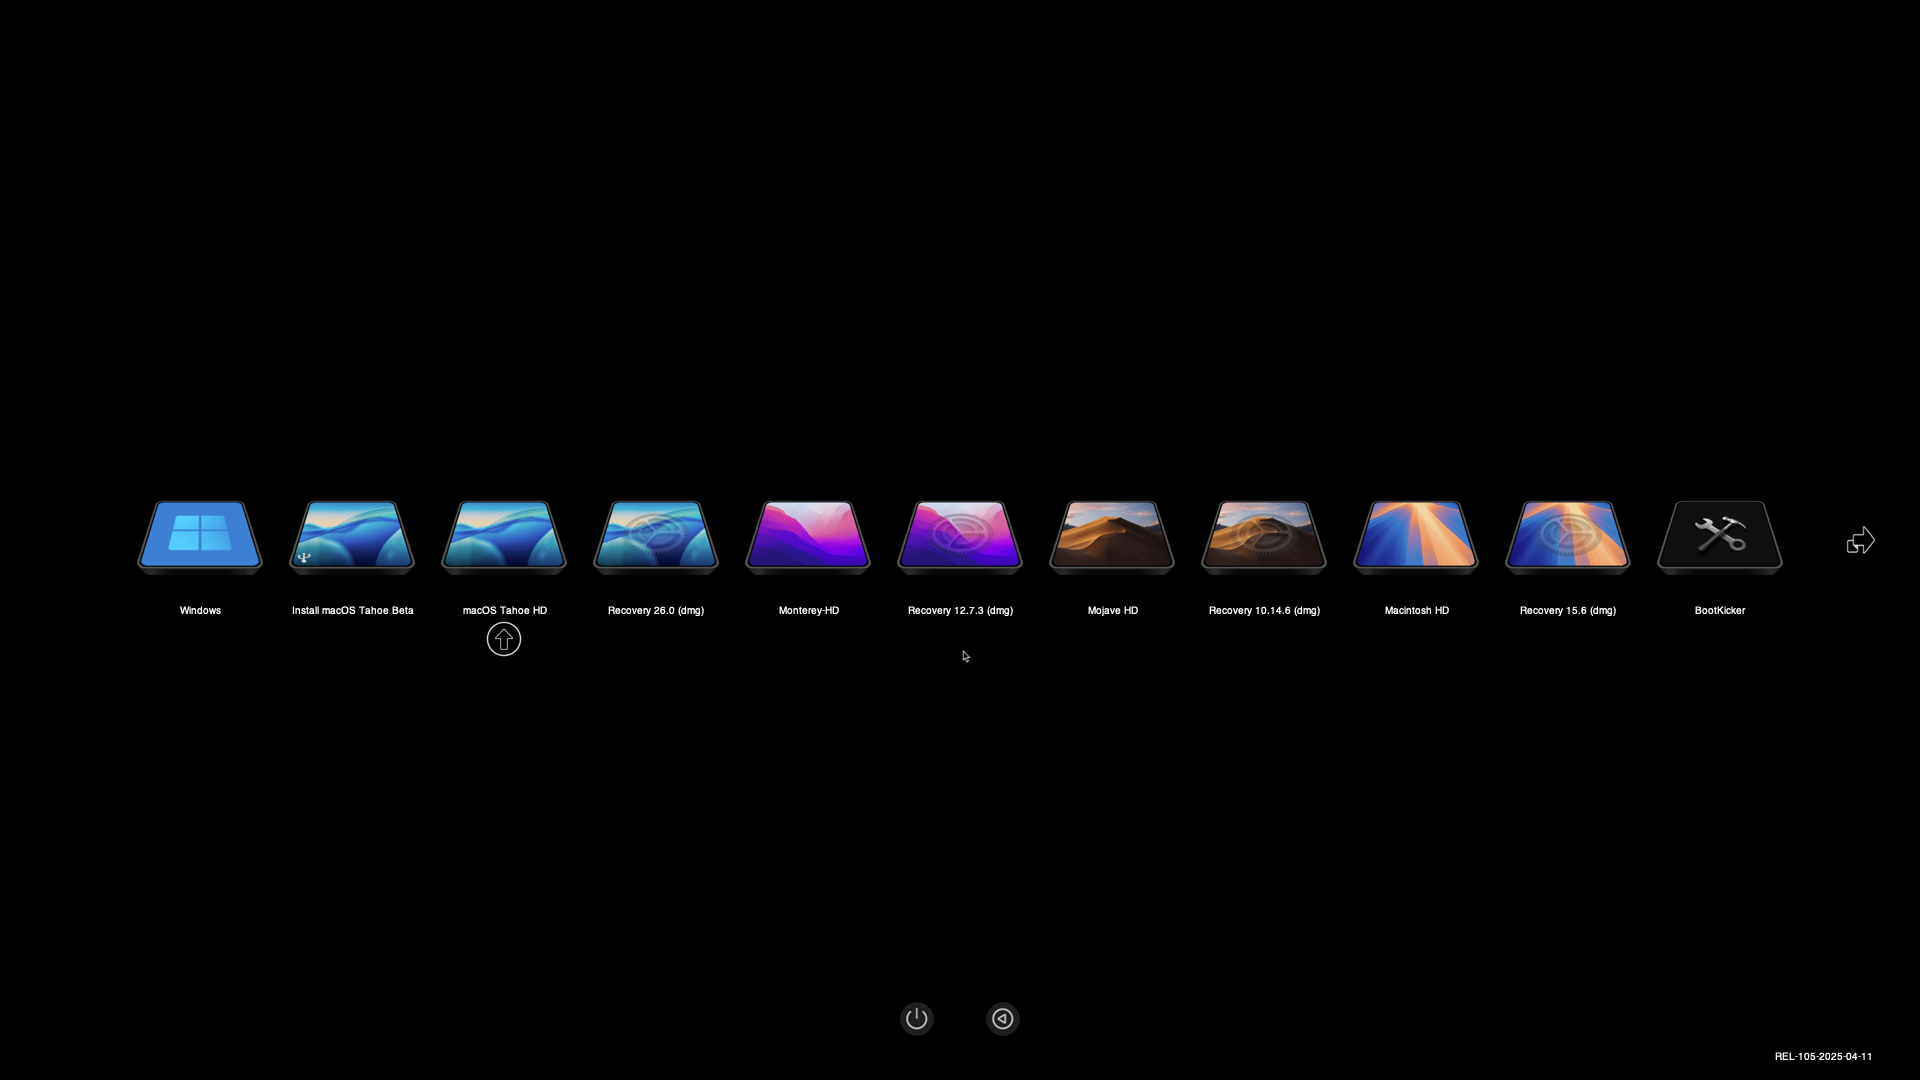 Windows
Install macOS Tahoe Beta
macOS Tahoe HD
Recovery 26.0 (dmg)
Monterey-HD
Recovery 12.7.3 (dmg)
Mojave HD
Recovery 10.14.6 (dmg)
Macintosh HD
Recovery 15.6 (dmg)
BootKicker
REL-105-2025-04-11